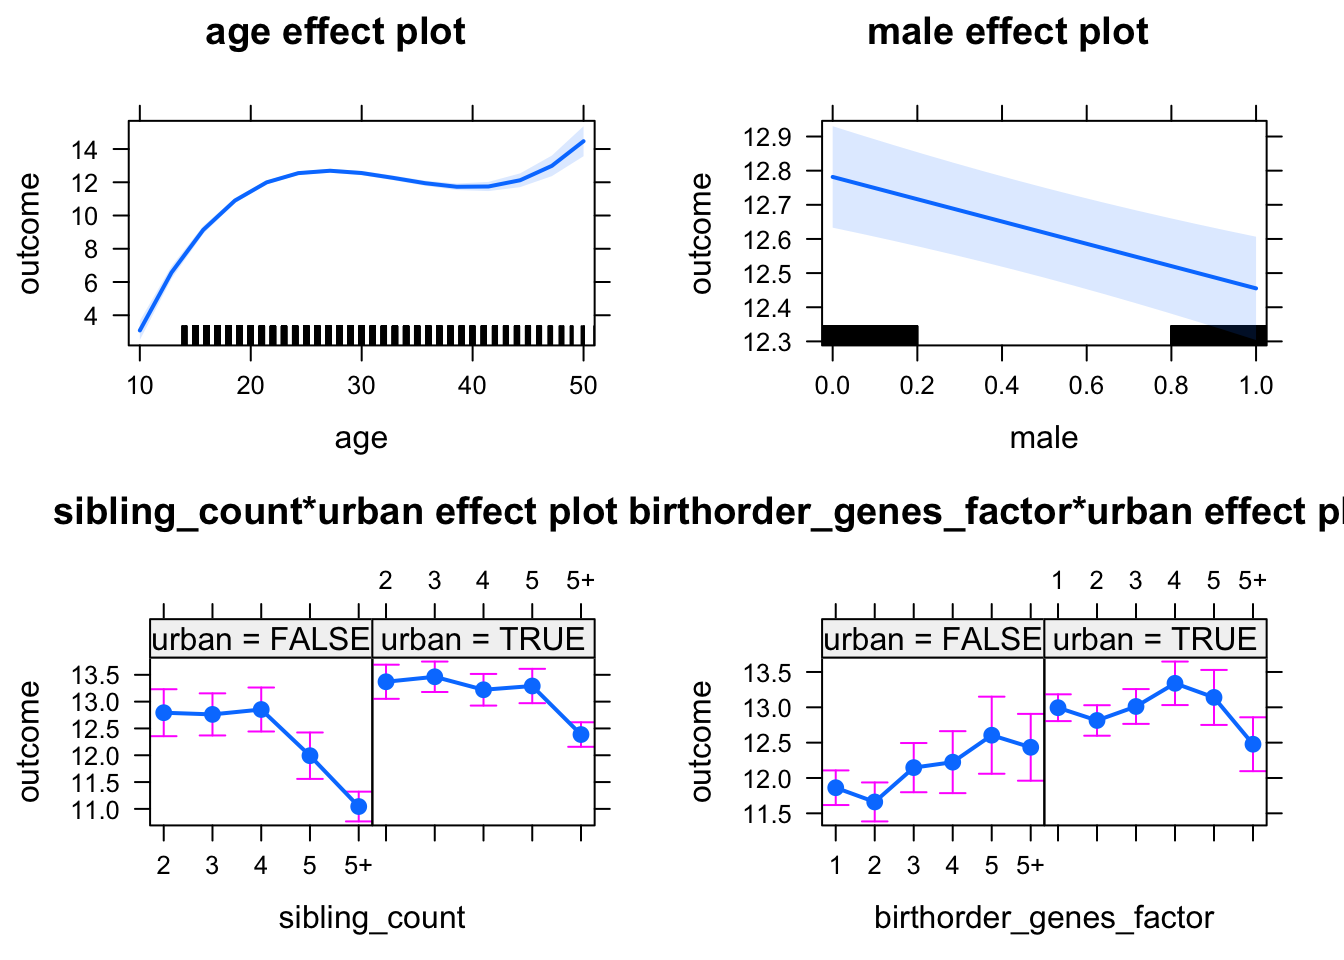 age effect plot
outcome
14
12
10
8
6
4
10 20 30 40 50
age
male effect plot
outcome
12.9
12.8
12.7
12.6
12.5
12.4
12.3
0.0 0.2 0.4 0.6 0.8 1.0
male
sibling_count*urban effect plot
2 3 4 5 5+
urban = FALSE urban = TRUE
outcome
13.5
13.0
12.5
12.0
11.5
11.0
2 3 4 5 5+
sibling_count
birthorder_genes_factor*urban effect pl
1 2 3 4 5 5+
urban = FALSE urban = TRUE
outcome
13.5
13.0
12.5
12.0
11.5
1 2 3 4 5 5+
birthorder_genes_factor